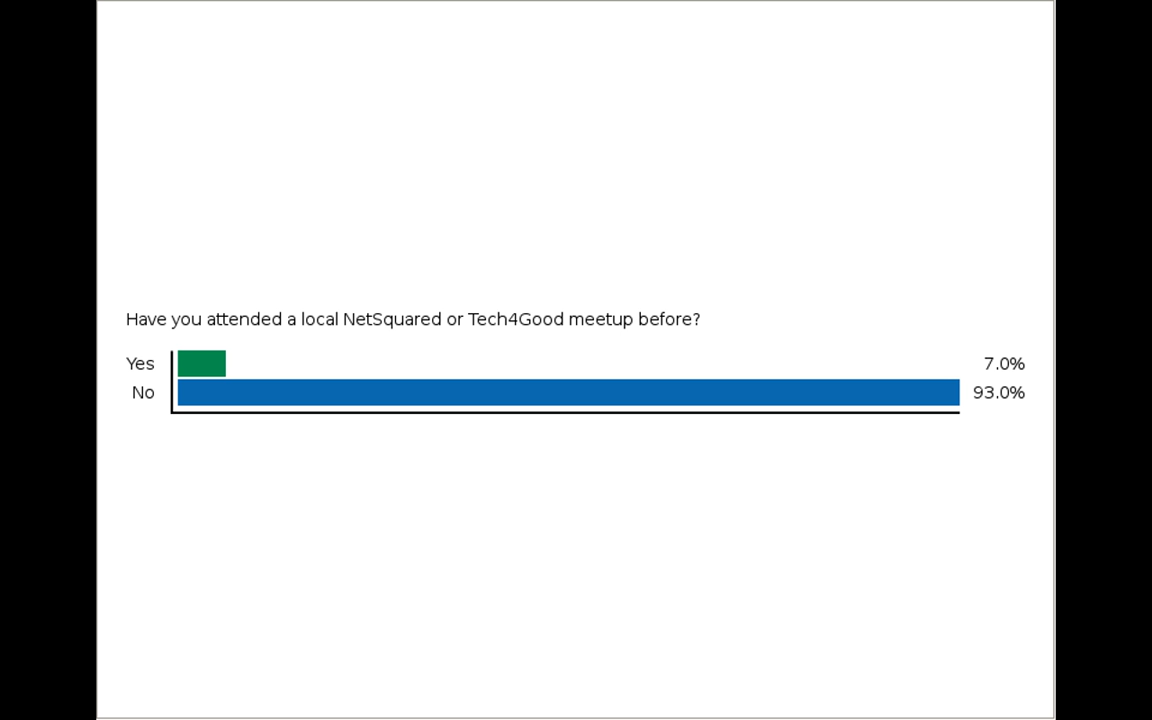 Have you attended a local NetSquared or Tech4Good meetup before?
Yes 7.0%
No 93.0%